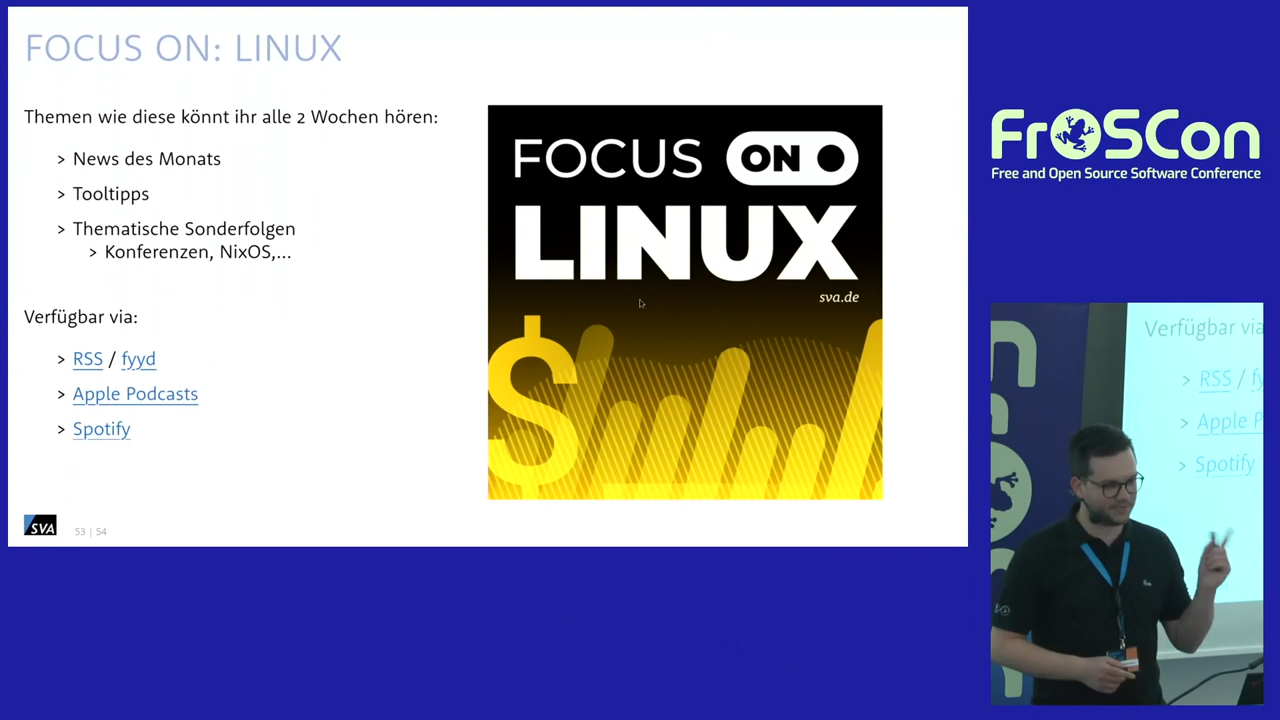 FOCUS ON: LINUX
Themen wie diese könnt ihr alle 2 Wochen hören:
> News des Monats
> Tooltipps
> Thematische Sonderfolgen
> Konferenzen, NixOS,...
Verfügbar via:
> RSS / fyyd
> Apple Podcasts
> Spotify
SVA
53 | 54
FOCUS ON
LINUX
sva.de
$
FrOSCon
Free and Open Source Software Conference
Verfügbar via
> RSS / fy
> Apple P
> Spotify